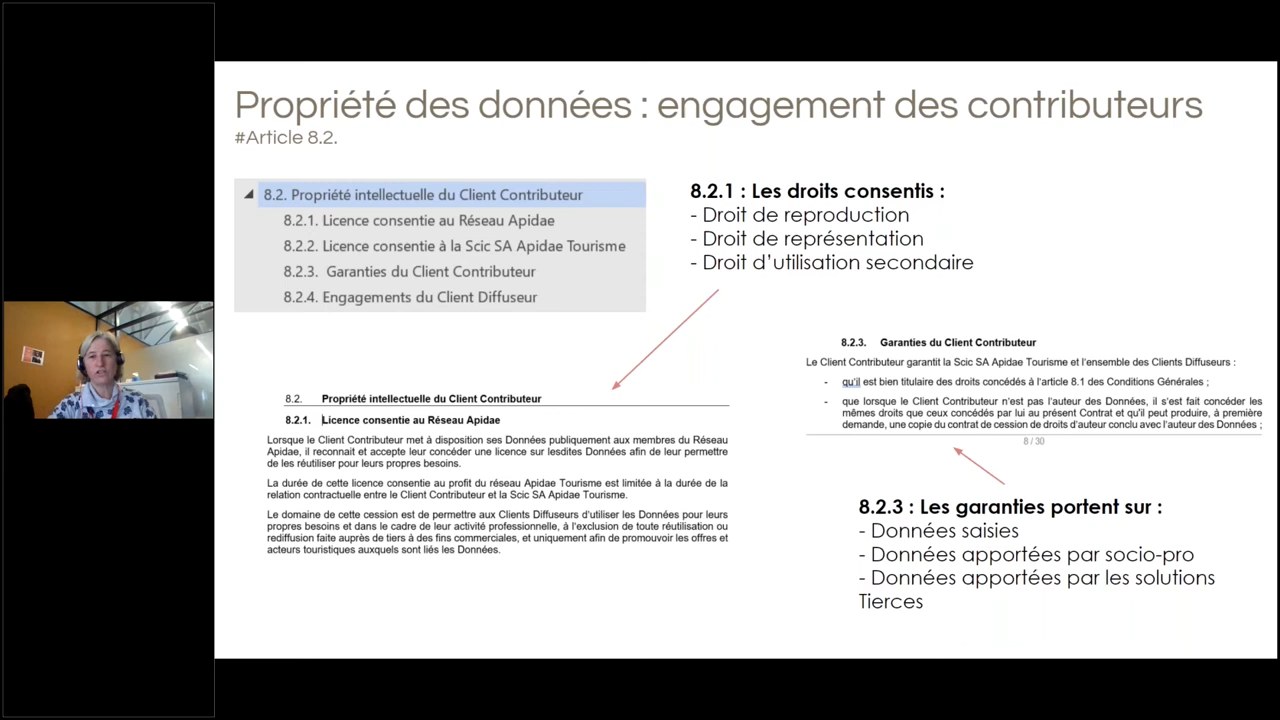 Propriété des données : engagement des contributeurs
#Article 8.2.
8.2. Propriété intellectuelle du Client Contributeur
8.2.1. Licence consentie au Réseau Apidae
8.2.2. Licence consentie à la Scic SA Apidae Tourisme
8.2.3. Garanties du Client Contributeur
8.2.4. Engagements du Client Diffuseur
8.2.1 : Les droits consentis :
- Droit de reproduction
- Droit de représentation
- Droit d’utilisation secondaire
8.2. Propriété intellectuelle du Client Contributeur
8.2.1. Licence consentie au Réseau Apidae
Lorsque le Client Contributeur met à disposition ses Données publiquement aux membres du Réseau
Apidae, il reconnait et accepte leur concéder une licence sur lesdites Données afin de leur permettre
de les réutiliser pour leurs propres besoins.
La durée de cette licence consentie au profit du réseau Apidae Tourisme est limitée à la durée de la
relation contractuelle entre le Client Contributeur et la Scic SA Apidae Tourisme.
Le domaine de cette cession est de permettre aux Clients Diffuseurs d'utiliser les Données pour leurs
propres besoins et dans le cadre de leur activité professionnelle, à l'exclusion de toute réutilisation ou
rediffusion faite auprès de tiers à des fins commerciales, et uniquement afin de promouvoir les offres et
acteurs touristiques auxquels sont liés les Données.
8.2.3. Garanties du Client Contributeur
Le Client Contributeur garantit la Scic SA Apidae Tourisme et l'ensemble des Clients Diffuseurs :
- qu'il est bien titulaire des droits concédés à l'article 8.1 des Conditions Générales ;
- que lorsque le Client Contributeur n'est pas l'auteur des Données, il s'est fait concéder les
mêmes droits que ceux concédés par lui au présent Contrat et qu'il peut produire, à première
demande, une copie du contrat de cession de droits d'auteur conclu avec l'auteur des Données ;
8 / 30
8.2.3 : Les garanties portent sur :
- Données saisies
- Données apportées par socio-pro
- Données apportées par les solutions
Tierces